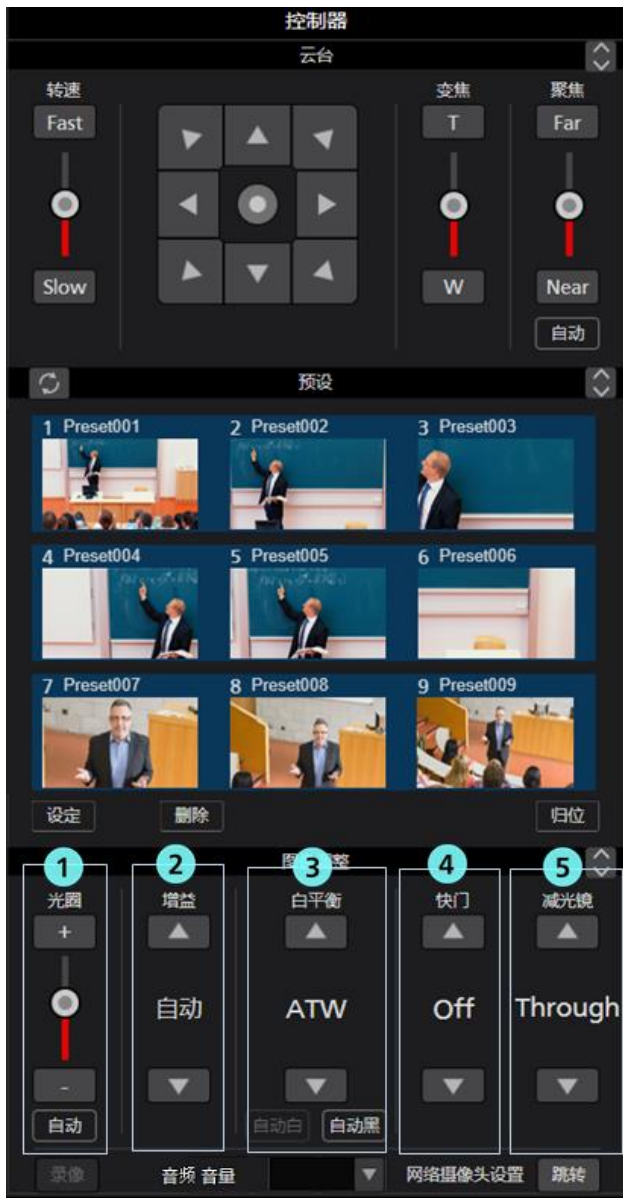 控制器
云台
转速 变焦 聚焦
Fast T Far
Slow W Near
自动
预设
1 Preset001 2 Preset002 3 Preset003
4 Preset004 5 Preset005 6 Preset006
7 Preset007 8 Preset008 9 Preset009
设定 删除 归位
图 整
1 2 3 4 5
光圈 增益 白平衡 快门 减光镜
+
自动 ATW Off Through
-
自动 自动白 自动黑
录像 音频 音量 网络摄像头设置 跳转